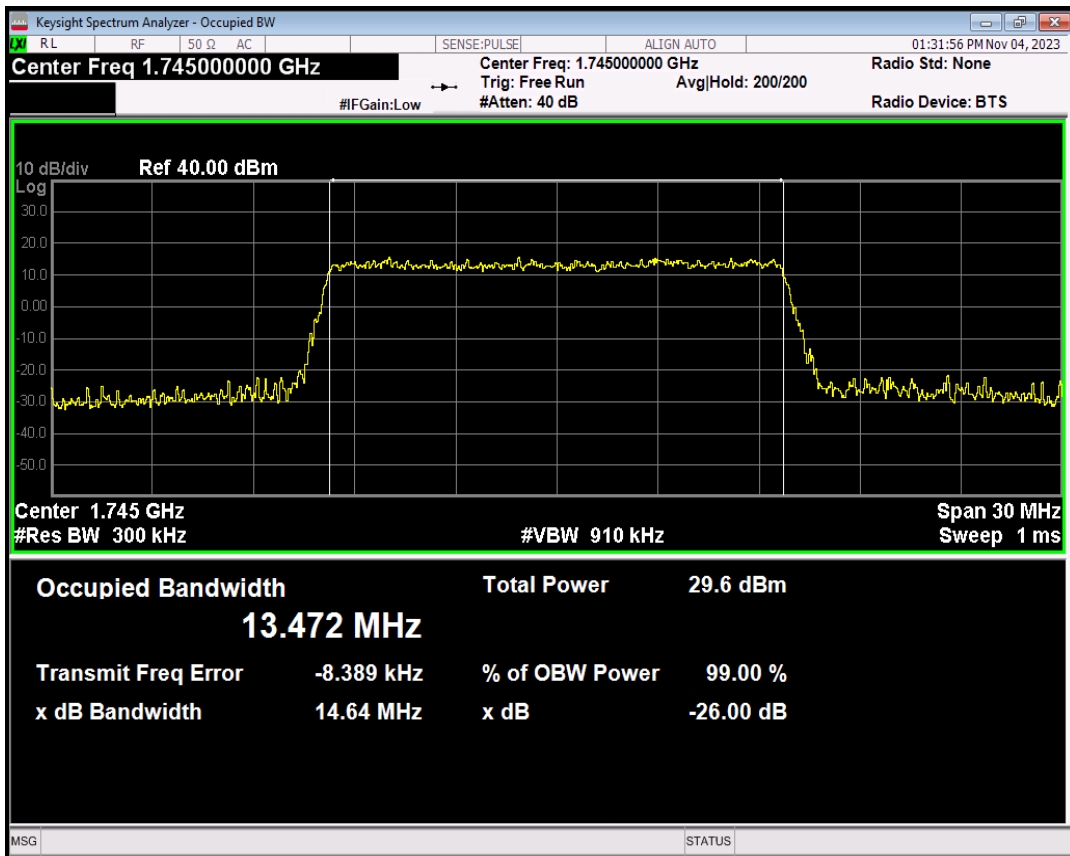 Keysight Spectrum Analyzer - Occupied BW
LXI RL RF 50 Ω AC SENSE:PULSE ALIGN AUTO 01:31:56 PM Nov 04, 2023
Center Freq 1.745000000 GHz
Center Freq: 1.745000000 GHz
Radio Std: None
Trig: Free Run Avg|Hold: 200/200
#IFGain:Low #Atten: 40 dB Radio Device: BTS
10 dB/div Ref 40.00 dBm
Log
30.0
20.0
10.0
0.00
-10.0
-20.0
-30.0
-40.0
-50.0
Center 1.745 GHz Span 30 MHz
#Res BW 300 kHz #VBW 910 kHz Sweep 1 ms
Occupied Bandwidth Total Power 29.6 dBm
13.472 MHz
Transmit Freq Error -8.389 kHz % of OBW Power 99.00 %
x dB Bandwidth 14.64 MHz x dB -26.00 dB
MSG STATUS